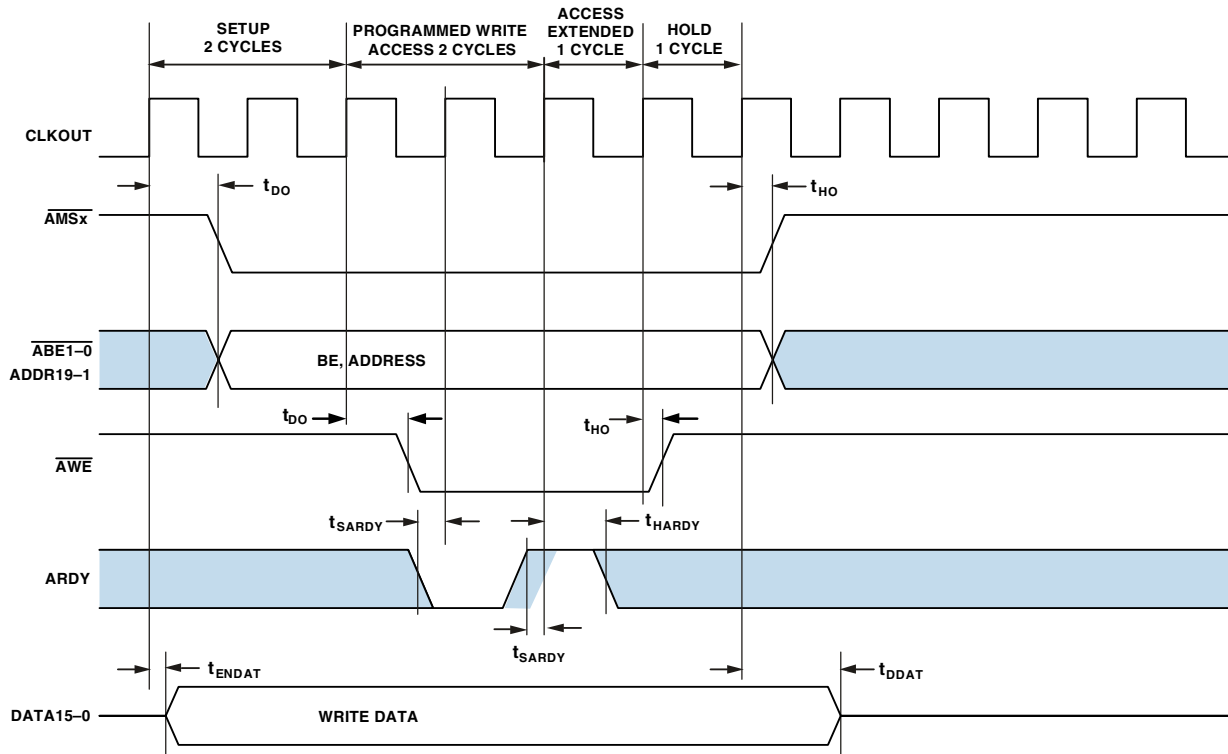 SETUP
2 CYCLES
PROGRAMMED WRITE
ACCESS 2 CYCLES
ACCESS
EXTENDED
1 CYCLE
HOLD
1 CYCLE
CLKOUT
tDO
tHO
AMSx
ABE1–0
ADDR19–1
BE, ADDRESS
tDO
tHO
AWE
tSARDY
tHARDY
ARDY
tSARDY
tENDAT
tDDAT
DATA15–0
WRITE DATA